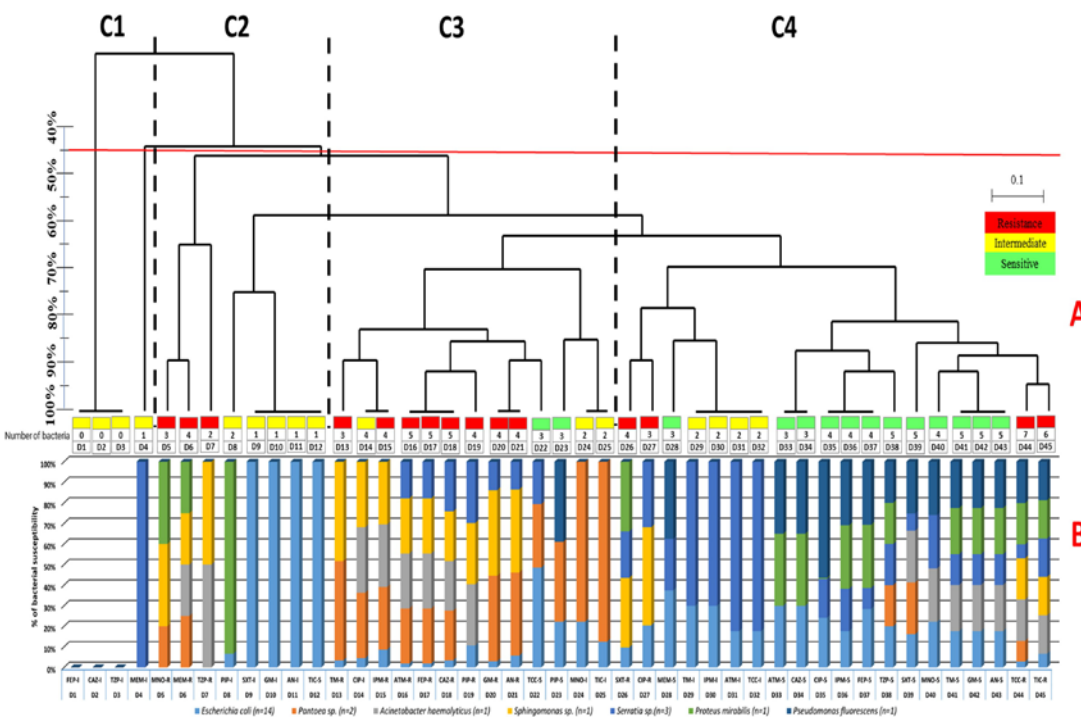 C1 C2 C3 C4
40%
50%
60%
70%
80%
90%
100%
0.1
Resistance
Intermediate
Sensitive
A
Number of bacteria 0 0 0 1 3 4 2 2 1 1 1 1 3 4 4 5 5 5 4 4 4 3 3 2 2 4 3 3 2 2 2 2 3 3 4 4 4 5 5 4 5 5 5 7 6
D1 D2 D3 D4 D5 D6 D7 D8 D9 D10 D11 D12 D13 D14 D15 D16 D17 D18 D19 D20 D21 D22 D23 D24 D25 D26 D27 D28 D29 D30 D31 D32 D33 D34 D35 D36 D37 D38 D39 D40 D41 D42 D43 D44 D45
B
% of bacterial susceptibility
100%
90%
80%
70%
60%
50%
40%
30%
20%
10%
0%
FEP-I CAZ-I TZP-I MEM-I MNO-R MEM-R TZP-R PIP-I SXT-I GM-I AN-I TIC-S TM-R CIP-I IPM-R ATM-R FEP-R CAZ-R PIP-R GM-R AN-R TCC-S PIP-S MNO-I TIC-I SXT-R CIP-R MEM-S TM-I IPM-I ATM-I TCC-I ATM-S CAZ-S CIP-S IPM-S FEP-S TZP-S SXT-S MNO-S TM-S GM-S AN-S TCC-R TIC-R
D1 D2 D3 D4 D5 D6 D7 D8 D9 D10 D11 D12 D13 D14 D15 D16 D17 D18 D19 D20 D21 D22 D23 D24 D25 D26 D27 D28 D29 D30 D31 D32 D33 D34 D35 D36 D37 D38 D39 D40 D41 D42 D43 D44 D45
Escherichia coli (n=14) Pantoea sp. (n=2) Acinetobacter haemolyticus (n=1) Sphingomonas sp. (n=1) Serratia sp.(n=3) Proteus mirabilis (n=1) Pseudomonas fluorescens (n=1)